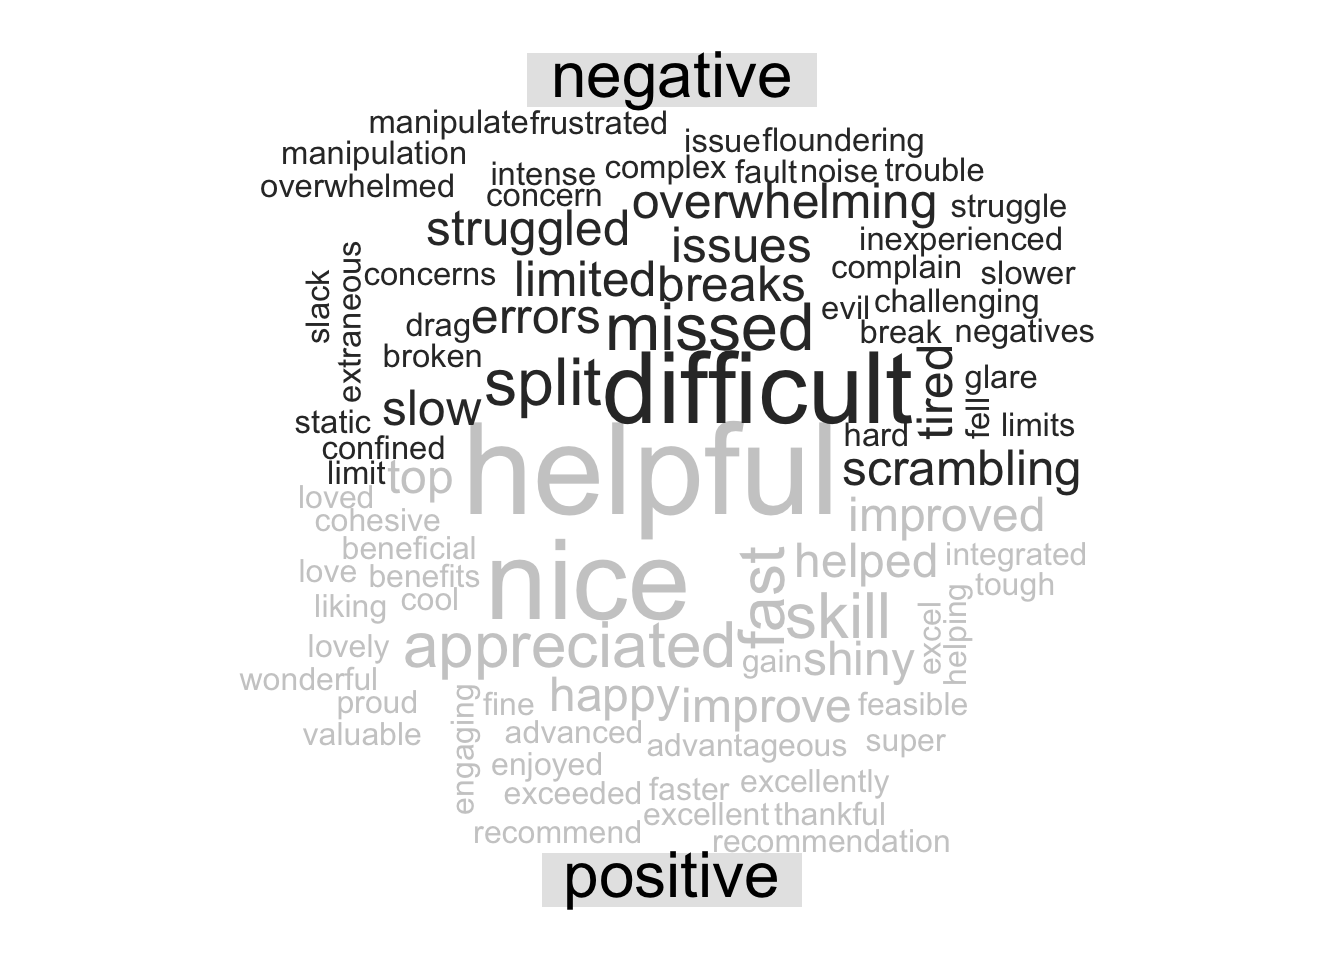 negative
manipulate frustrated
issue floundering
manipulation
intense complex fault noise trouble
overwhelmed concern overwhelming struggle
struggled issues inexperienced
slack extraneous concerns limited breaks complain slower
drag errors missed evil challenging
broken break negatives
split difficult tired glare
static slow hard fell limits
confined
limit top helpful scrambling
loved
cohesive improved
beneficial nice fast helped integrated
love benefits tough
liking cool skill excel helping
lovely appreciated gain shiny
wonderful
proud engaging fine happy improve feasible
valuable advanced advantageous super
enjoyed
exceeded faster excellently
excellent thankful
recommend recommendation
positive